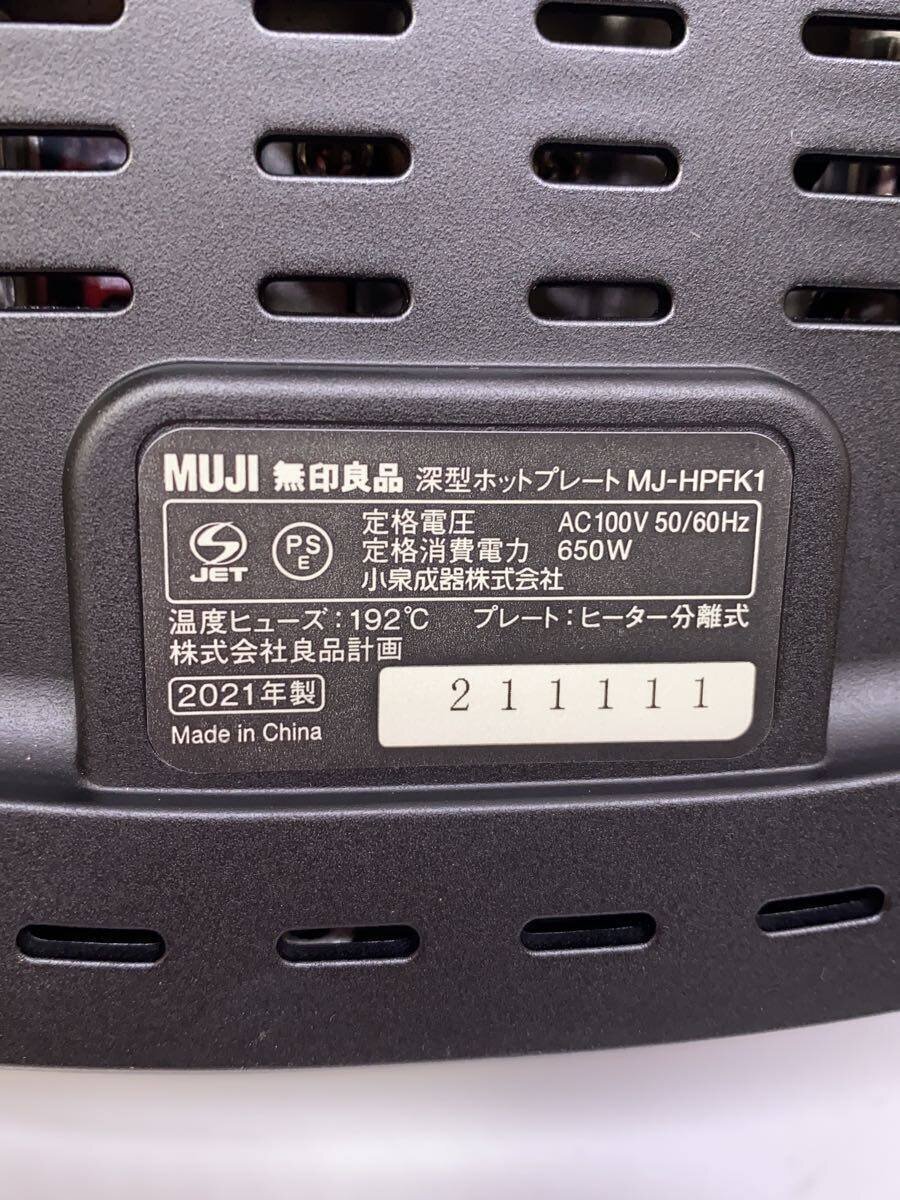 MUJI 無印良品 深型ホットプレート MJ-HPFK1
JET PSE 定格電圧 AC100V 50/60Hz
定格消費電力 650W
小泉成器株式会社
温度ヒューズ：192℃ プレート：ヒーター分離式
株式会社良品計画
2021年製
Made in China
211111